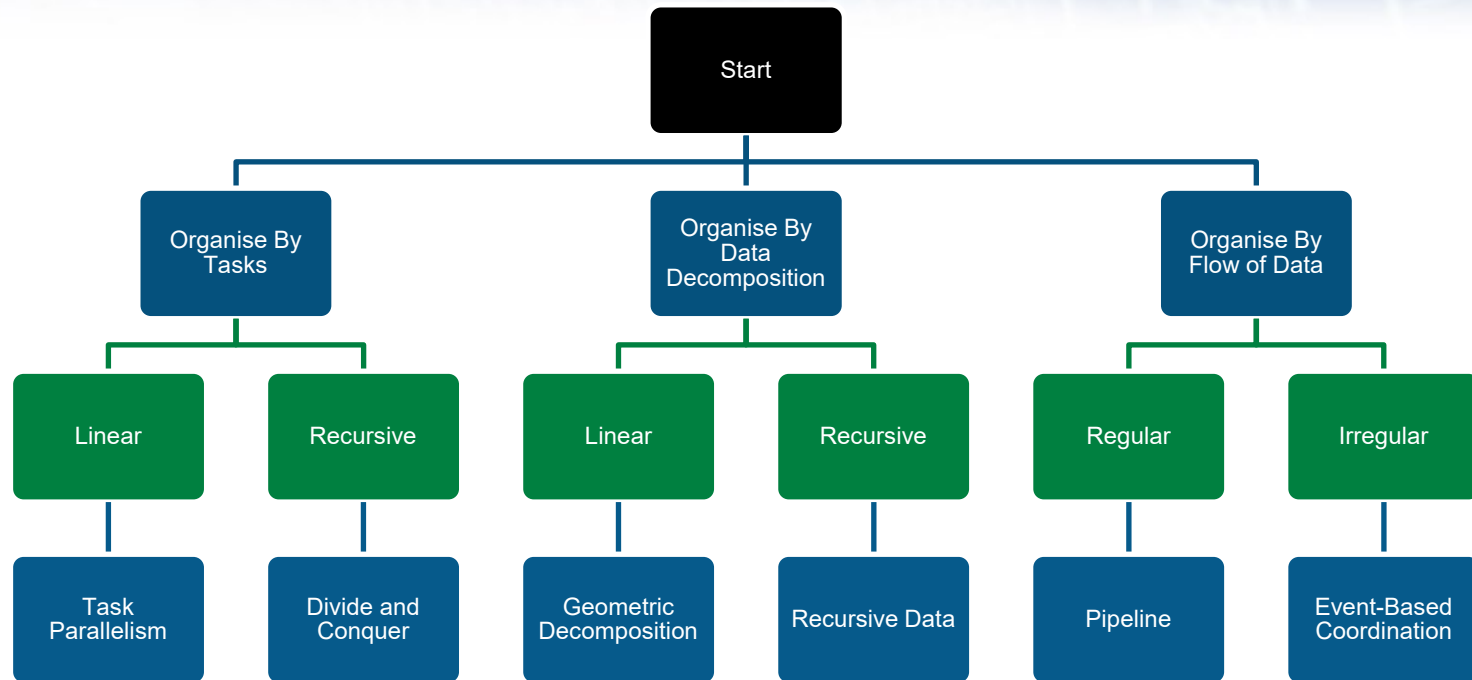 Start
Organise By
Tasks
Organise By
Data
Decomposition
Organise By
Flow of Data
Linear
Recursive
Linear
Recursive
Regular
Irregular
Task
Parallelism
Divide and
Conquer
Geometric
Decomposition
Recursive Data
Pipeline
Event-Based
Coordination